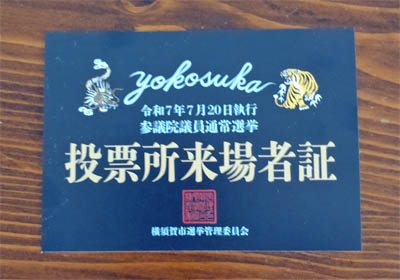 yokosuka
令和7年7月20日執行
参議院議員通常選挙
投票所来場者証
横須賀市選挙管理委員会